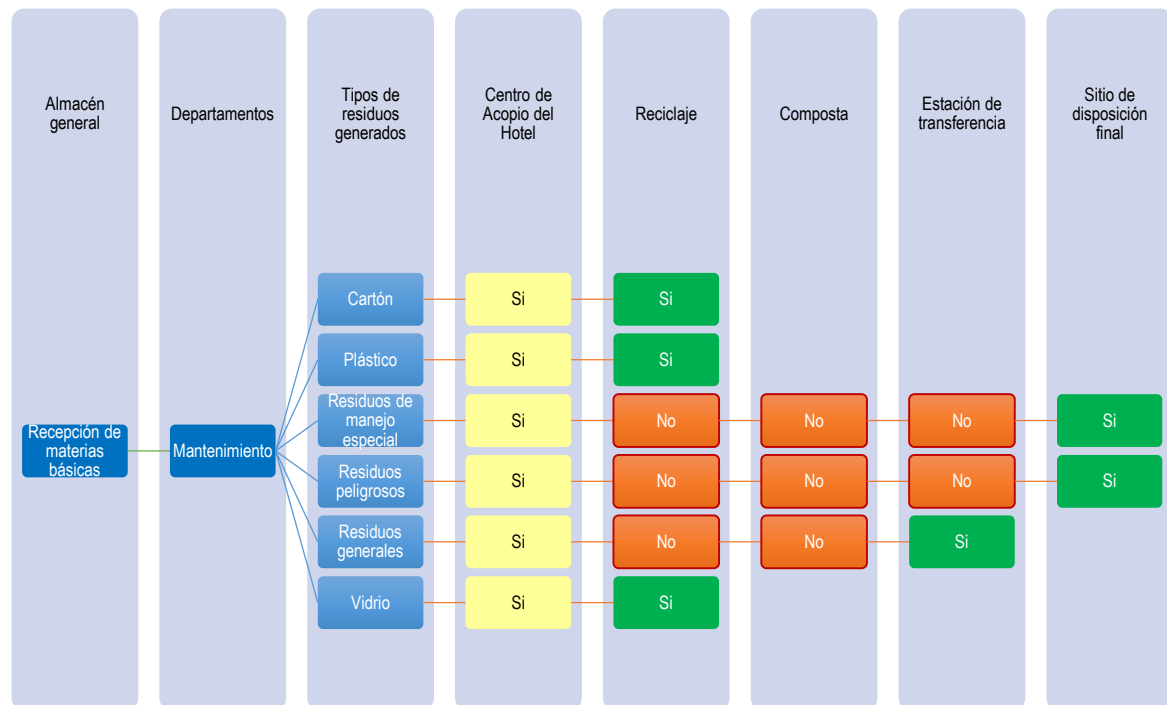 Almacén
general
Departamentos
Tipos de
residuos
generados
Centro de
Acopio del
Hotel
Reciclaje
Composta
Estación de
transferencia
Sitio de
disposición
final
Recepción de
materias
básicas
Mantenimiento
Cartón
Si
Si
Plástico
Si
Si
Residuos de
manejo
especial
Si
No
No
No
Si
Residuos
peligrosos
Si
No
No
No
Si
Residuos
generales
Si
No
No
Si
Vidrio
Si
Si